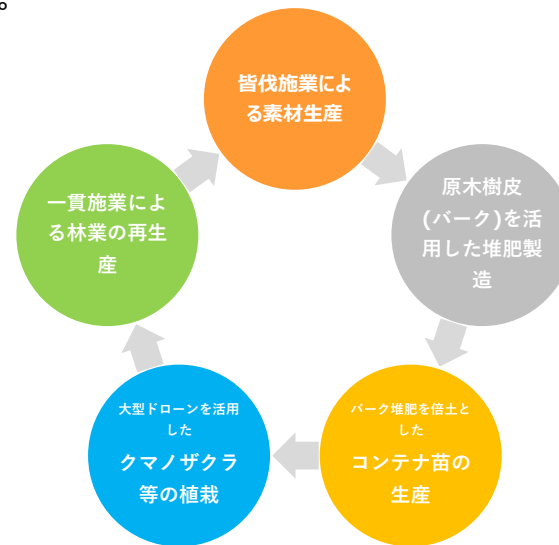 。
皆伐施業によ
る素材生産
原木樹皮
(バーク)を活
用した堆肥製
造
バーク堆肥を倍土と
した
コンテナ苗の
生産
大型ドローンを活用
した
クマノザクラ
等の植栽
一貫施業によ
る林業の再生
産